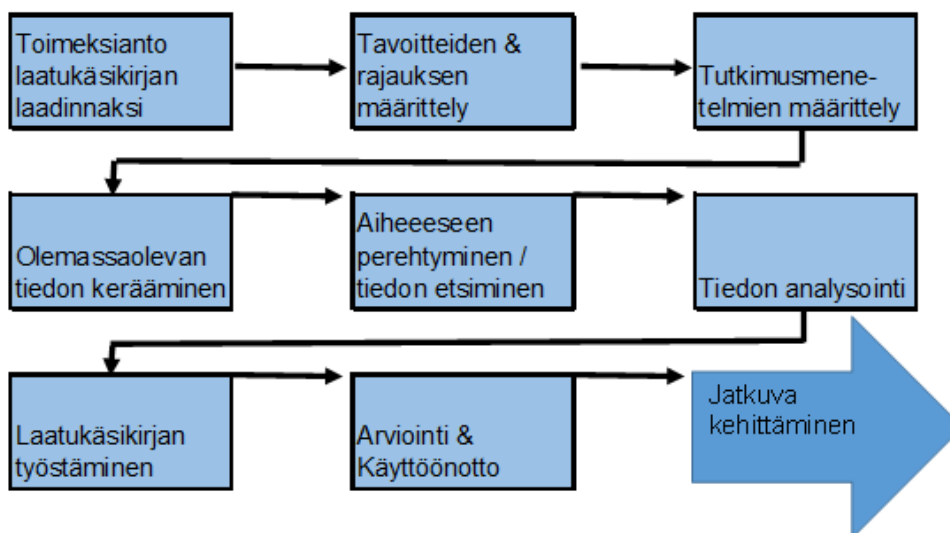 Toimeksianto
laatukäsikirjan
laadinnaksi
Tavoitteiden &
rajauksen
määrittely
Tutkimusmene-
telmien määrittely
Olemassaolevan
tiedon kerääminen
Aiheeeseen
perehtyminen /
tiedon etsiminen
Tiedon analysointi
Laatukäsikirjan
työstäminen
Arviointi &
Käyttöönotto
Jatkuva
kehittäminen